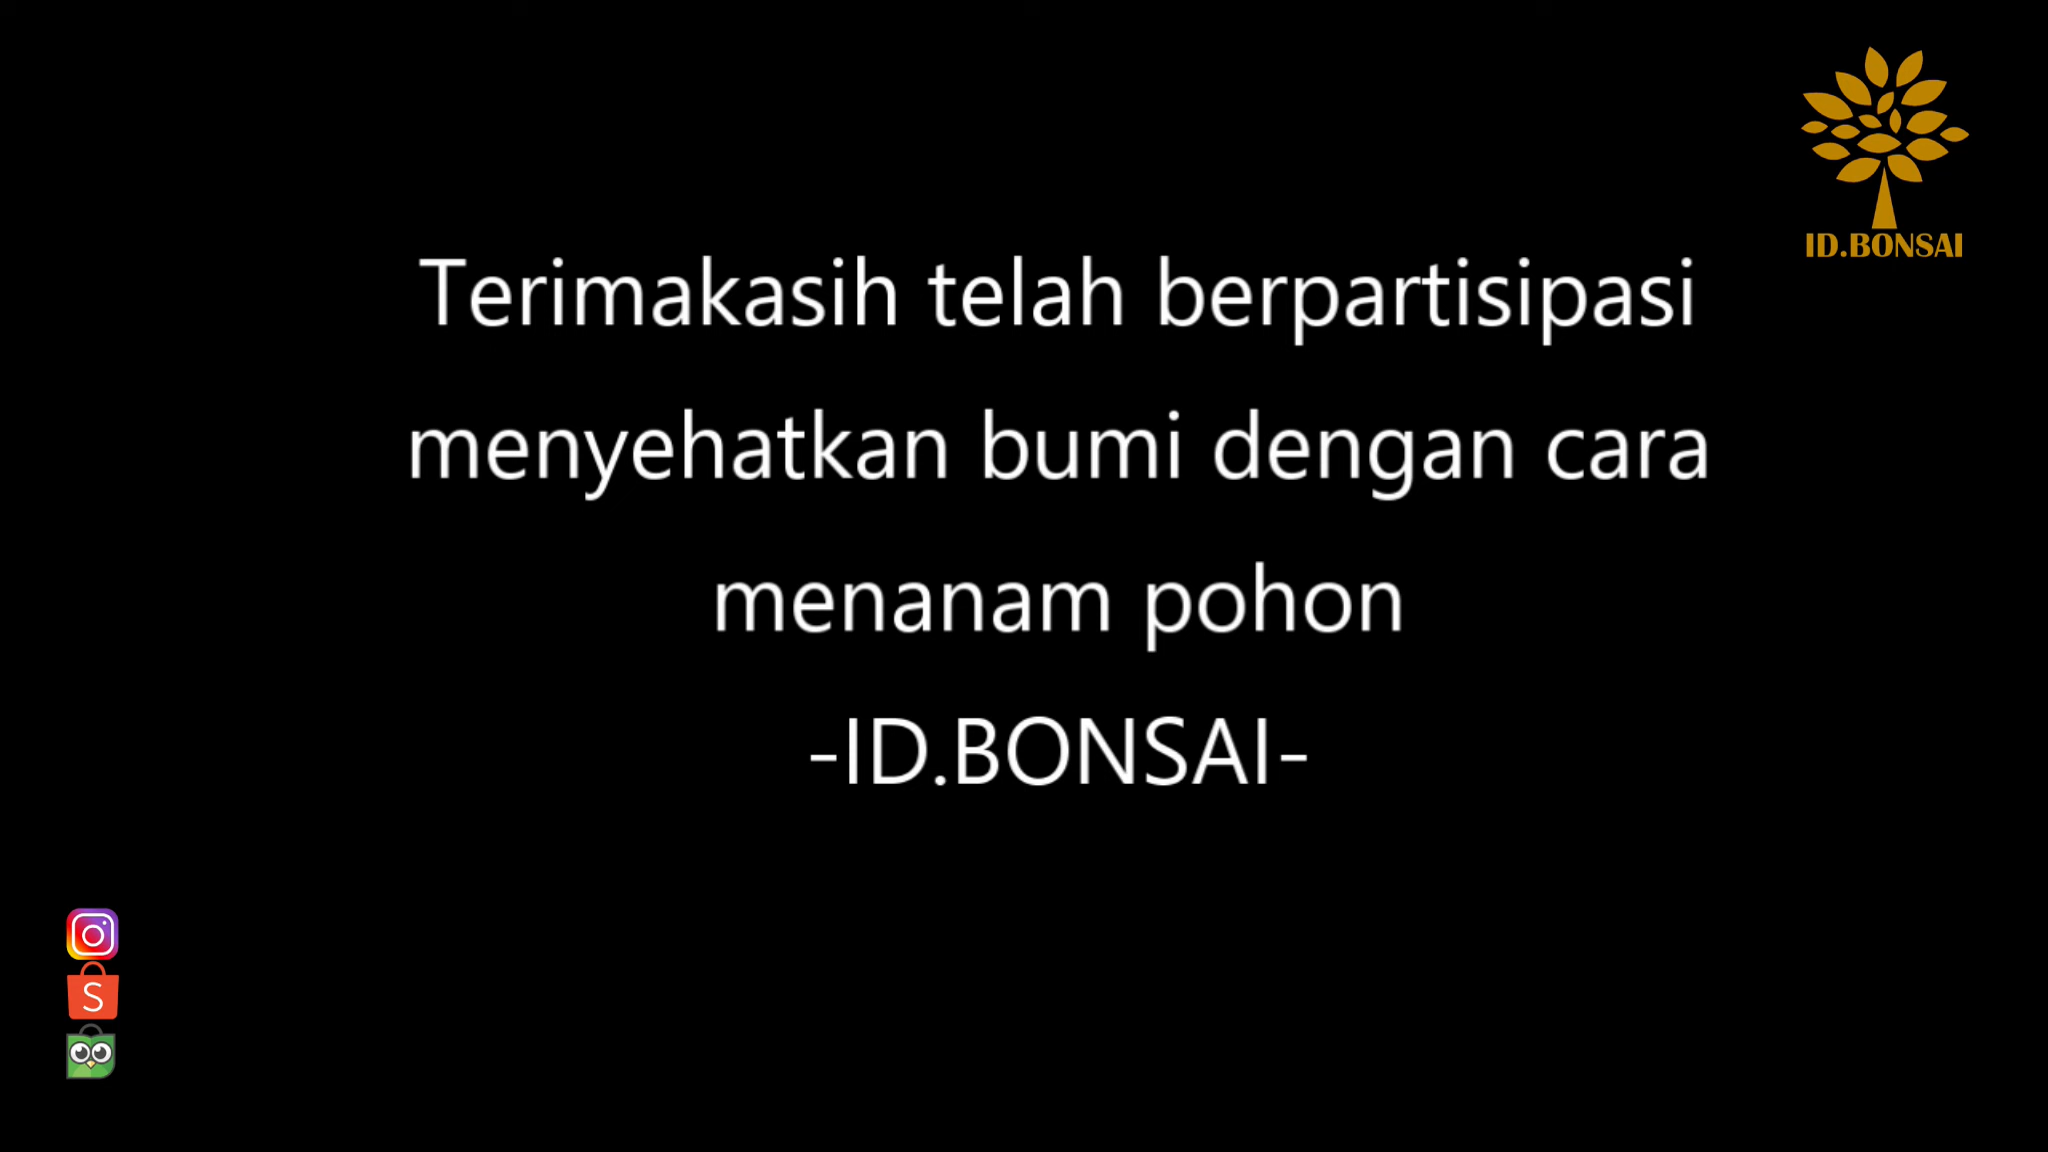 ID.BONSAI
Terimakasih telah berpartisipasi
menyehatkan bumi dengan cara
menanam pohon
-ID.BONSAI-
S